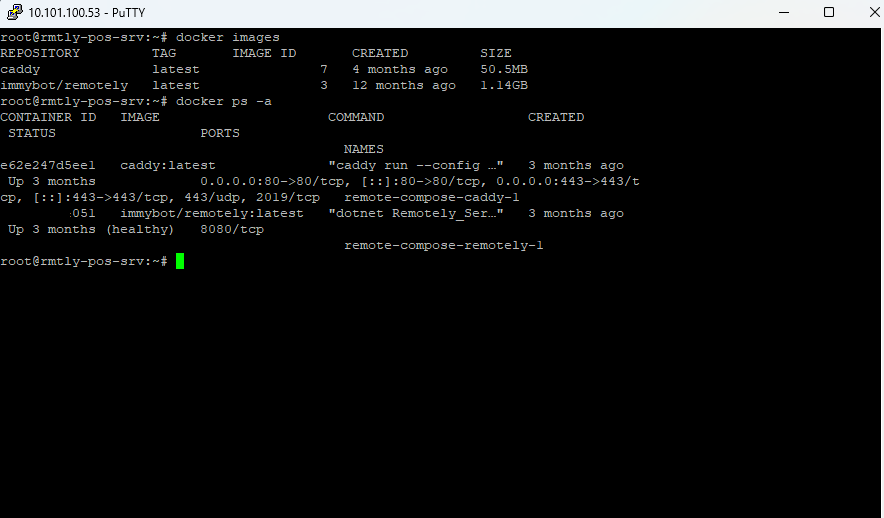 10.101.100.53 - PuTTY
root@rmtly-pos-srv:~# docker images
REPOSITORY         TAG       IMAGE ID       CREATED         SIZE
caddy              latest               7   4 months ago    50.5MB
immybot/remotely   latest               3   12 months ago   1.14GB
root@rmtly-pos-srv:~# docker ps -a
CONTAINER ID   IMAGE                     COMMAND                  CREATED
 STATUS                  PORTS
                                           NAMES
e62e247d5ee1   caddy:latest              "caddy run --config …"   3 months ago
 Up 3 months             0.0.0.0:80->80/tcp, [::]:80->80/tcp, 0.0.0.0:443->443/t
cp, [::]:443->443/tcp, 443/udp, 2019/tcp   remote-compose-caddy-1
051   immybot/remotely:latest   "dotnet Remotely_Ser…"   3 months ago
 Up 3 months (healthy)   8080/tcp
                                           remote-compose-remotely-1
root@rmtly-pos-srv:~#